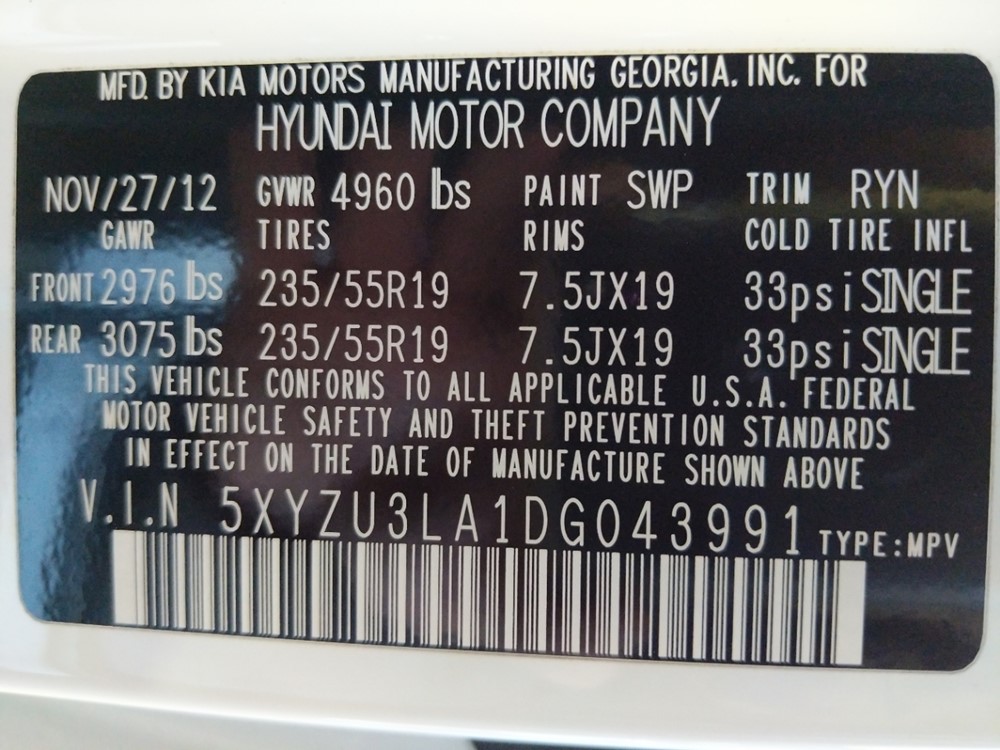 MFD. BY KIA MOTORS MANUFACTURING GEORGIA. INC. FOR
HYUNDAI MOTOR COMPANY
NOV/27/12 GVWR 4960 lbs PAINT SWP TRIM RYN
GAWR TIRES RIMS COLD TIRE INFL
FRONT 2976 lbs 235/55R19 7.5JX19 33psi SINGLE
REAR 3075 lbs 235/55R19 7.5JX19 33psi SINGLE
THIS VEHICLE CONFORMS TO ALL APPLICABLE U.S.A. FEDERAL
MOTOR VEHICLE SAFETY AND THEFT PREVENTION STANDARDS
IN EFFECT ON THE DATE OF MANUFACTURE SHOWN ABOVE
V.I.N 5XYZU3LA1DG043991 TYPE:MPV